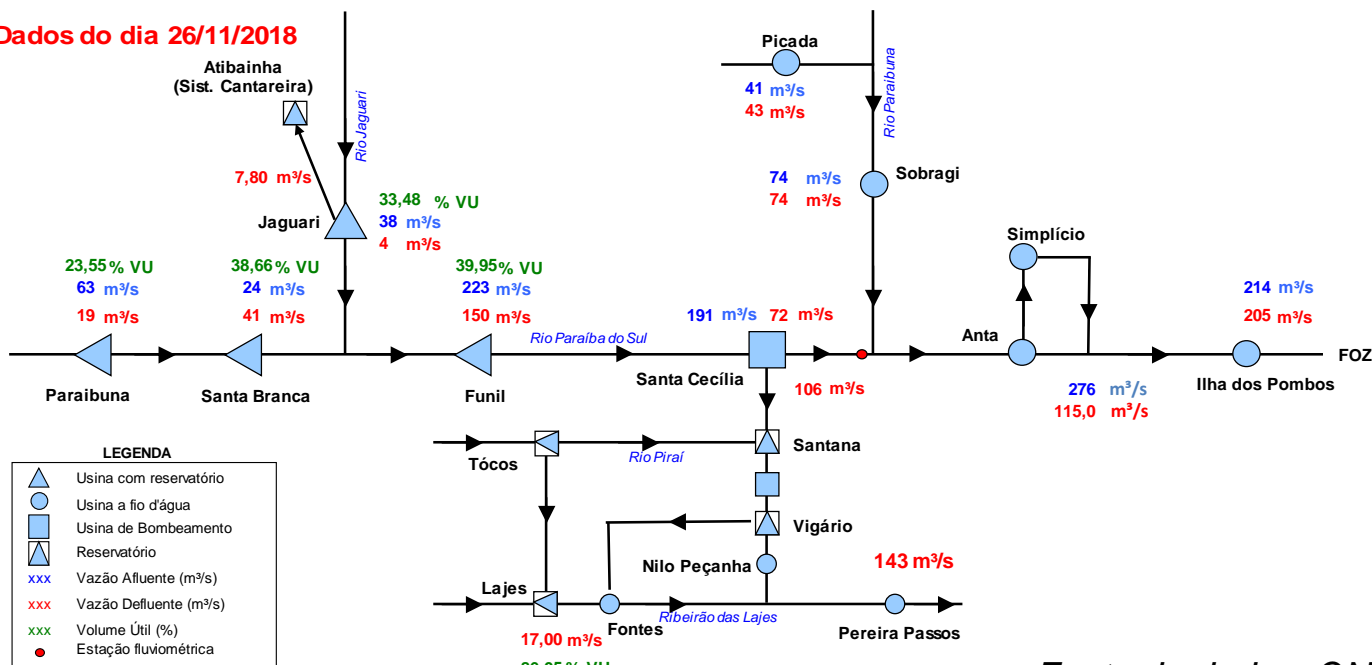 Dados do dia 26/11/2018
Atibainha
(Sist. Cantareira)
Rio Jaguari
7,80 m³/s
Jaguari
33,48 % VU
38 m³/s
4 m³/s
Picada
41 m³/s
43 m³/s
Rio Paraibuna
74 m³/s
74 m³/s
Sobragi
23,55 % VU
63 m³/s
19 m³/s
Paraibuna
38,66 % VU
24 m³/s
41 m³/s
Santa Branca
39,95 % VU
223 m³/s
150 m³/s
Funil
Rio Paraíba do Sul
191 m³/s 72 m³/s
Santa Cecília
106 m³/s
Simplício
Anta
276 m³/s
115,0 m³/s
214 m³/s
205 m³/s
Ilha dos Pombos
FOZ
Tócos
Rio Piraí
Santana
Vigário
Nilo Peçanha
143 m³/s
Lajes
Fontes
Ribeirão das Lajes
Pereira Passos
17,00 m³/s
LEGENDA
Usina com reservatório
Usina a fio d'água
Usina de Bombeamento
Reservatório
xxx Vazão Afluente (m³/s)
xxx Vazão Defluente (m³/s)
xxx Volume Útil (%)
Estação fluviométrica